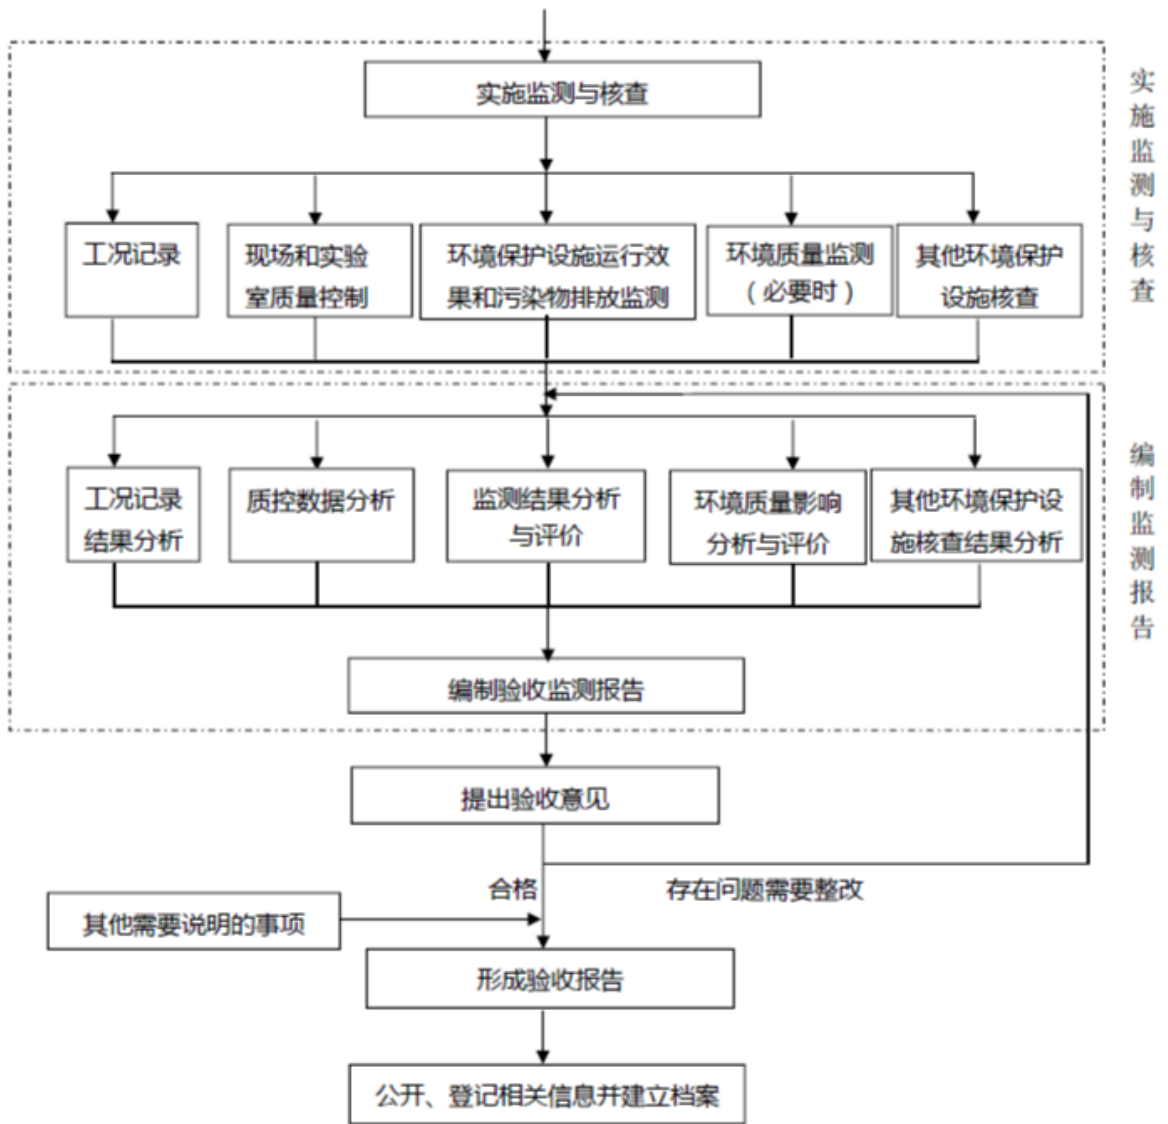 实施监测与核查
工况记录
现场和实验
室质量控制
环境保护设施运行效
果和污染物排放监测
环境质量监测
（必要时）
其他环境保护
设施核查
实施监测与核查
工况记录
结果分析
质控数据分析
监测结果分析
与评价
环境质量影响
分析与评价
其他环境保护设
施核查结果分析
编制验收监测报告
编制监测报告
提出验收意见
合格
存在问题需要整改
其他需要说明的事项
形成验收报告
公开、登记相关信息并建立档案